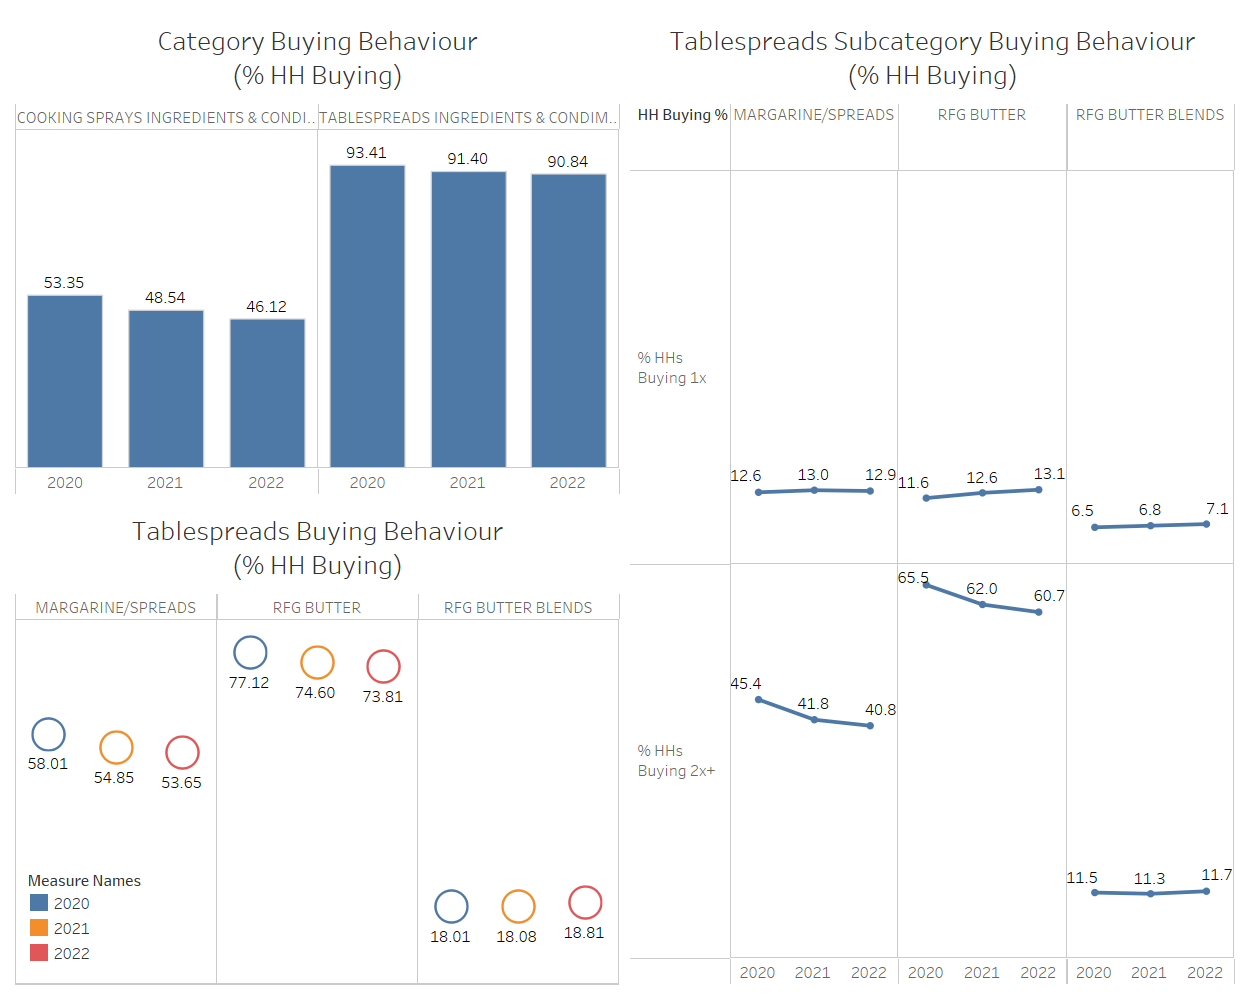 Category Buying Behaviour
(% HH Buying)
COOKING SPRAYS INGREDIENTS & CONDI..
TABLESPREADS INGREDIENTS & CONDIM..
53.35
48.54
46.12
93.41
91.40
90.84
2020
2021
2022
2020
2021
2022
Tablespreads Buying Behaviour
(% HH Buying)
MARGARINE/SPREADS
RFG BUTTER
RFG BUTTER BLENDS
58.01
54.85
53.65
77.12
74.60
73.81
18.01
18.08
18.81
Measure Names
2020
2021
2022
Tablespreads Subcategory Buying Behaviour
(% HH Buying)
HH Buying %
MARGARINE/SPREADS
RFG BUTTER
RFG BUTTER BLENDS
% HHs
Buying 1x
12.6
13.0
12.9
11.6
12.6
13.1
6.5
6.8
7.1
% HHs
Buying 2x+
45.4
41.8
40.8
65.5
62.0
60.7
11.5
11.3
11.7
2020
2021
2022
2020
2021
2022
2020
2021
2022